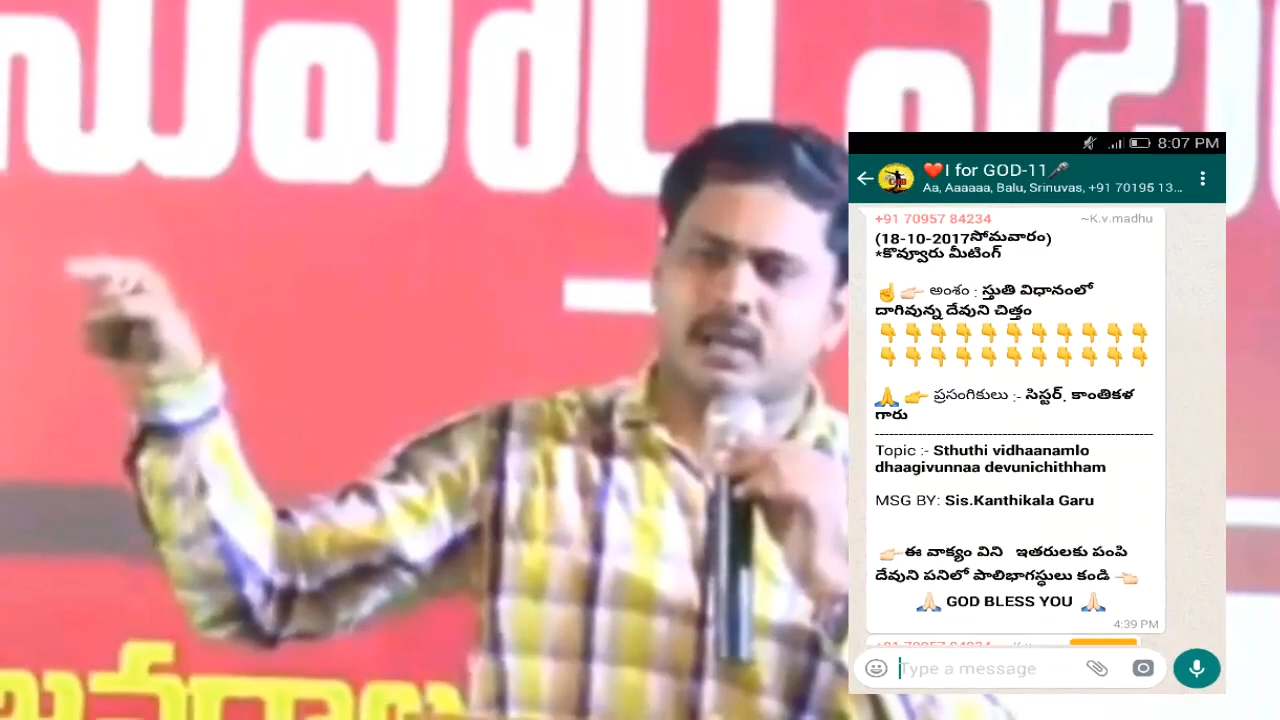 8:07 PM
❤️I for GOD-11🎤
Aa, Aaaaaa, Balu, Srinuvas, +91 70195 13...
+91 70957 84234 ~K.v.madhu
(18-10-2017సోమవారం)
*కొవ్వూరు మీటింగ్
☝️👉🏻 అంశం : స్తుతి విధానంలో
దాగివున్న దేవుని చిత్తం
👇👇👇👇👇👇👇👇👇👇👇
👇👇👇👇👇👇👇👇👇👇👇
🙏👉 ప్రసంగికులు :- సిస్టర్. కాంతికళ
గారు
Topic :- Sthuthi vidhaanamlo
dhaagivunnaa devunichithham
MSG BY: Sis.Kanthikala Garu
👉🏻ఈ వాక్యం విని ఇతరులకు పంపి
దేవుని పనిలో పాలిభాగస్థులు కండి 👈🏻
🙏🏻 GOD BLESS YOU 🙏🏻
4:39 PM
Type a message